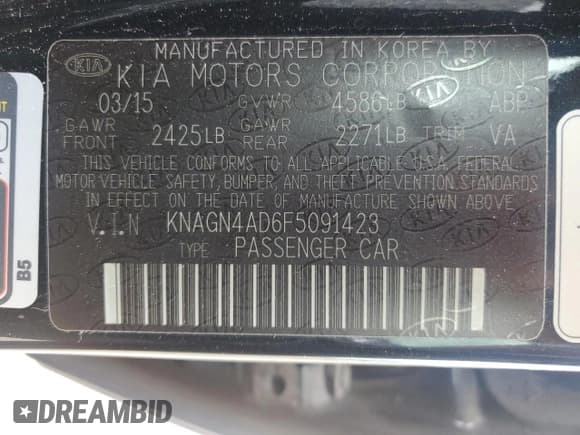 MANUFACTURED IN KOREA BY
KIA KIA MOTORS CORPORATION
03/15 GVWR 4586LB ABP
GAWR FRONT 2425LB GAWR REAR 2271LB TRIM VA
THIS VEHICLE CONFORMS TO ALL APPLICABLE U.S.A. FEDERAL
MOTOR VEHICLE SAFETY, BUMPER, AND THEFT PREVENTION STANDARDS
IN EFFECT ON THE DATE OF MANUFACTURE SHOWN ABOVE
V.I.N KNAGN4AD6F5091423
TYPE PASSENGER CAR
B5
DREAMBID